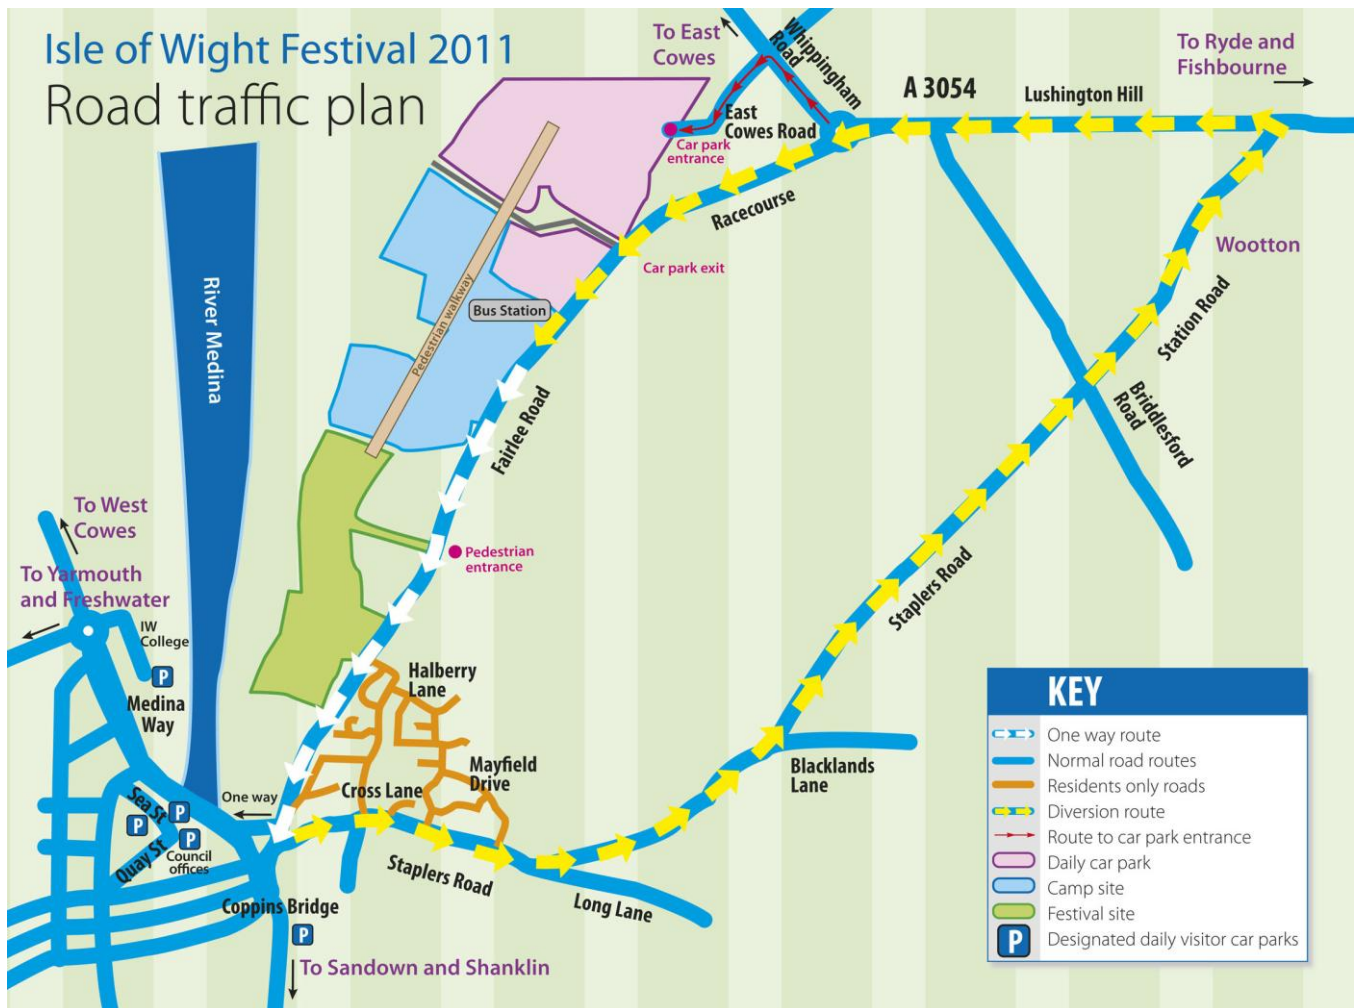 Isle of Wight Festival 2011
Road traffic plan
To East
Cowes
Whippingham
Road
A 3054
Lushington Hill
To Ryde and
Fishbourne
East
Cowes Road
Car park
entrance
Racecourse
Wootton
Car park exit
Bus Station
Pedestrian walkway
River Medina
Station Road
Fairlee Road
Briddlesford
Road
To West
Cowes
Pedestrian
entrance
Staplers Road
To Yarmouth
and Freshwater
IW
College
P
Medina
Way
Halberry
Lane
Mayfield
Drive
Cross Lane
Blacklands
Lane
One way
Sea St
P
P
P
Quay St
Council
offices
Staplers Road
Long Lane
Coppins Bridge
P
To Sandown and Shanklin
KEY
One way route
Normal road routes
Residents only roads
Diversion route
Route to car park entrance
Daily car park
Camp site
Festival site
P Designated daily visitor car parks